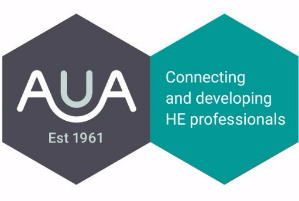 AUA
Est 1961
Connecting
and developing
HE professionals